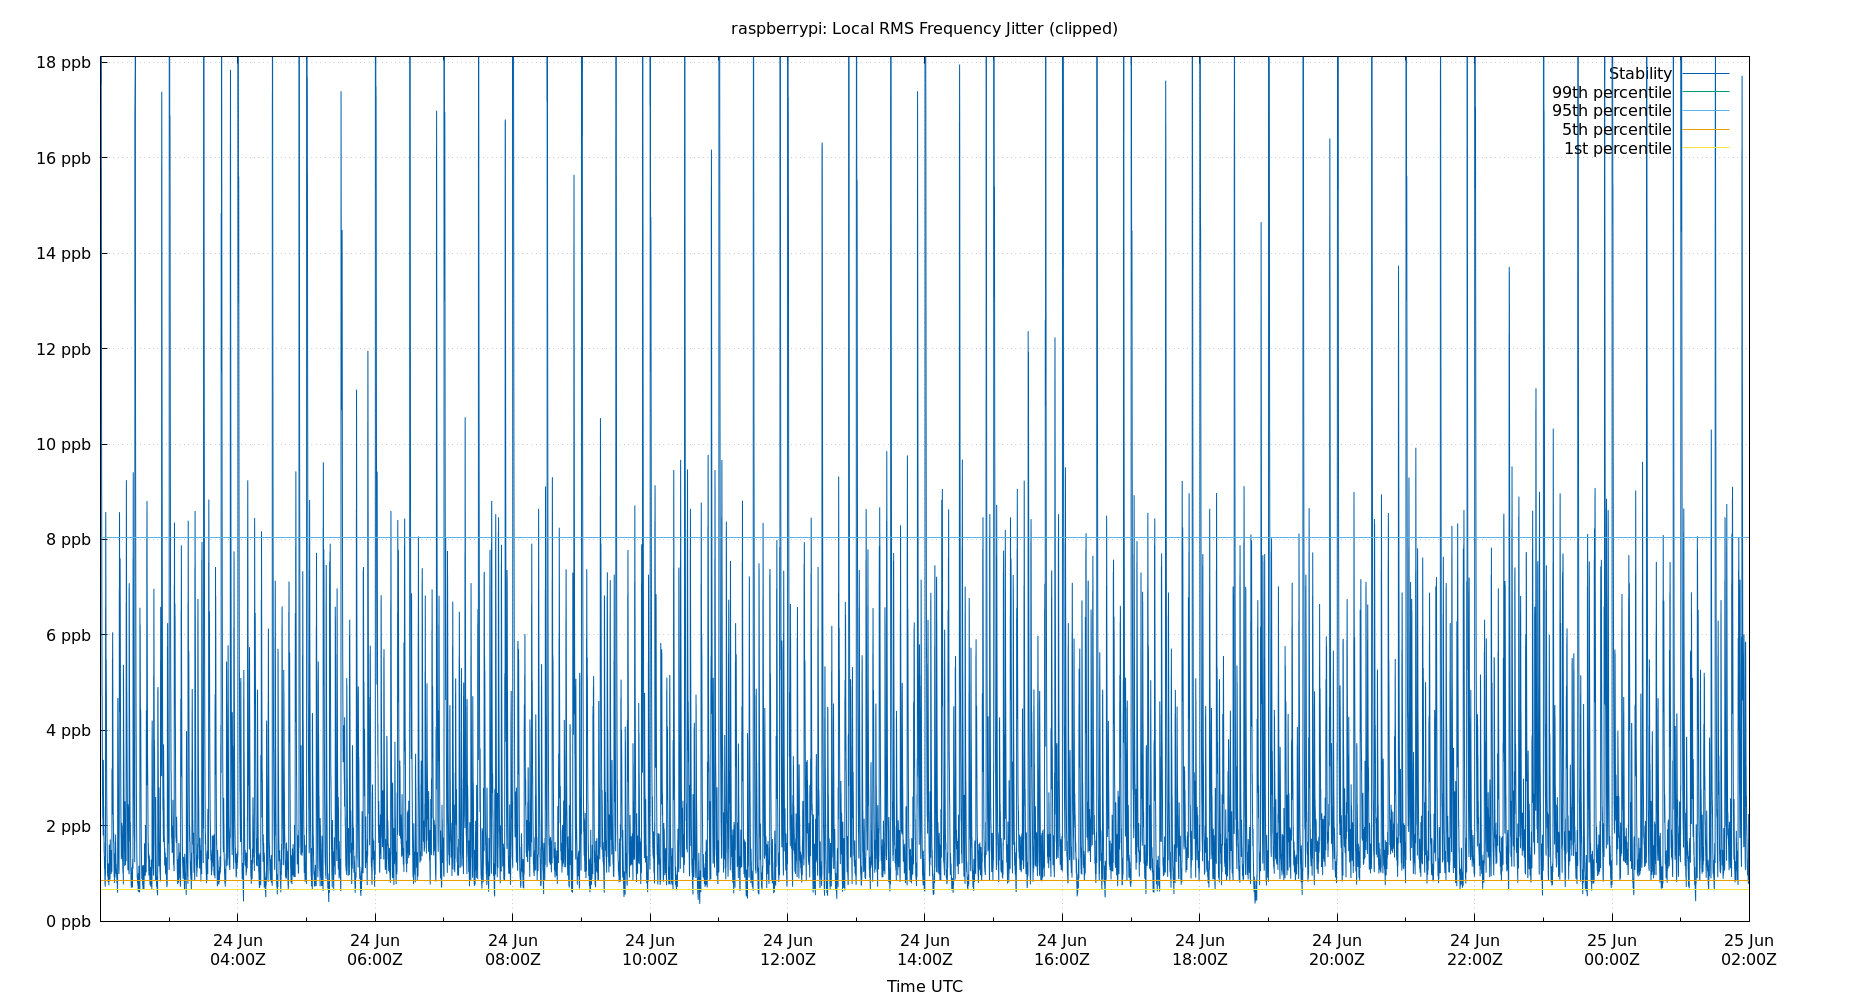 raspberrypi: Local RMS Frequency Jitter (clipped)
18 ppb
16 ppb
14 ppb
12 ppb
10 ppb
8 ppb
6 ppb
4 ppb
2 ppb
0 ppb
Stability
99th percentile
95th percentile
5th percentile
1st percentile
24 Jun
04:00Z
24 Jun
06:00Z
24 Jun
08:00Z
24 Jun
10:00Z
24 Jun
12:00Z
24 Jun
14:00Z
24 Jun
16:00Z
24 Jun
18:00Z
24 Jun
20:00Z
24 Jun
22:00Z
25 Jun
00:00Z
25 Jun
02:00Z
Time UTC